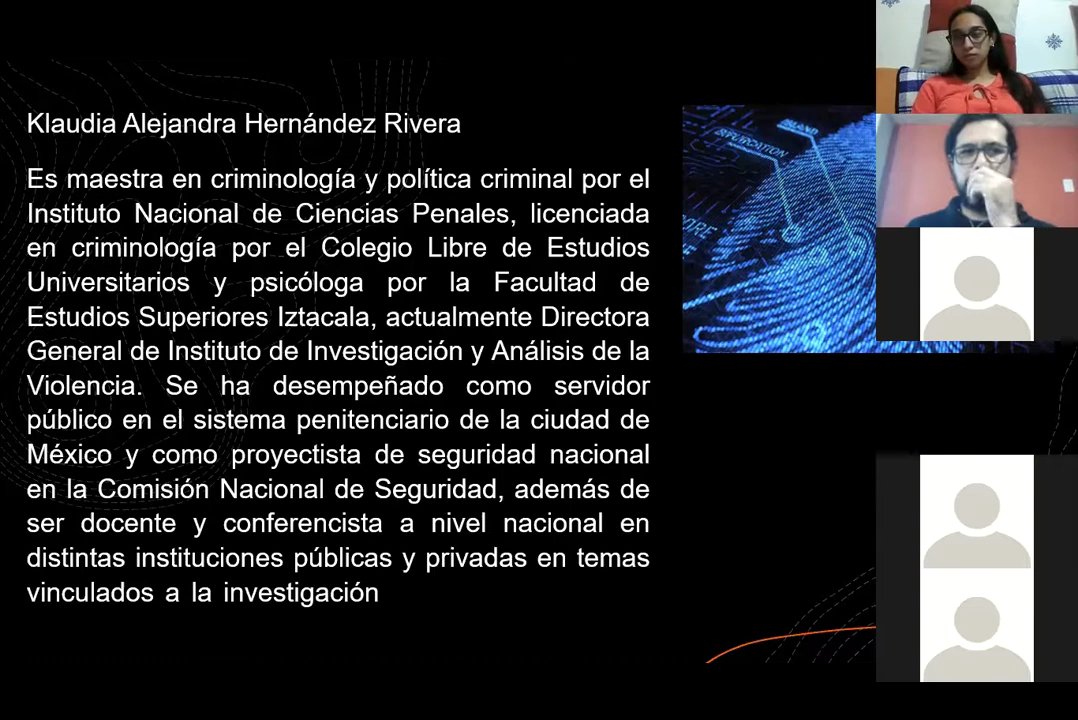 Klaudia Alejandra Hernández Rivera
Es maestra en criminología y política criminal por el
Instituto Nacional de Ciencias Penales, licenciada
en criminología por el Colegio Libre de Estudios
Universitarios y psicóloga por la Facultad de
Estudios Superiores Iztacala, actualmente Directora
General de Instituto de Investigación y Análisis de la
Violencia. Se ha desempeñado como servidor
público en el sistema penitenciario de la ciudad de
México y como proyectista de seguridad nacional
en la Comisión Nacional de Seguridad, además de
ser docente y conferencista a nivel nacional en
distintas instituciones públicas y privadas en temas
vinculados a la investigación
BIFURCATION